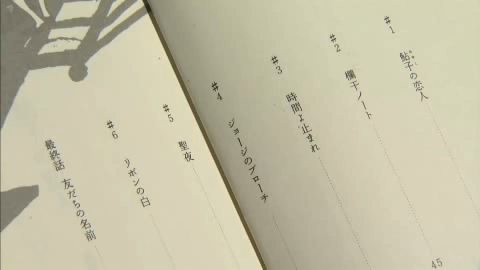 #1 鮎子の恋人
#2 欄干ノート
#3 時間よ止まれ
#4 ジョージのブローチ
#5 聖夜
#6 リボンの白
最終話 友だちの名前
45